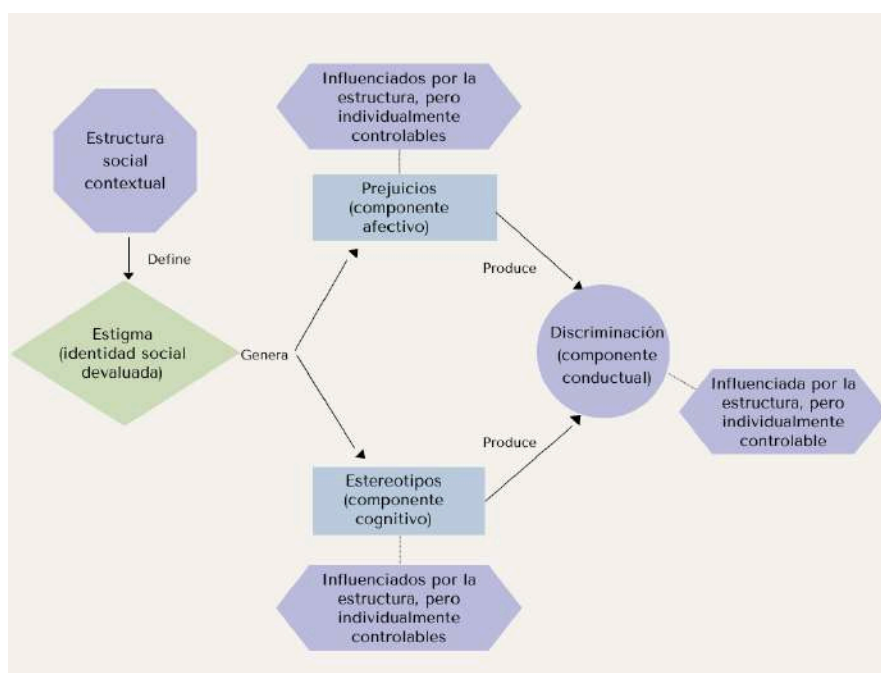 Estructura
social
contextual
Define
Estigma
(identidad social
devaluada)
Genera
Influenciados por la
estructura, pero
individualmente
controlables
Prejuicios
(componente
afectivo)
Produce
Estereotipos
(componente
cognitivo)
Influenciados por la
estructura, pero
individualmente
controlables
Produce
Discriminación
(componente
conductual)
Influenciada por la
estructura, pero
individualmente
controlable